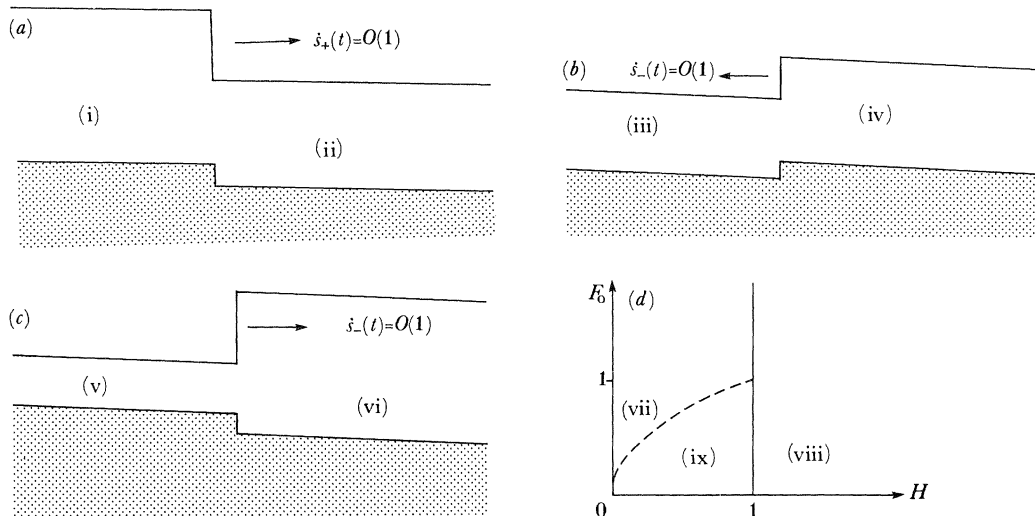 (a)
ṡ₊(t)=O(1)
(i)
(ii)
(b)
ṡ₋(t)=O(1)
(iii)
(iv)
(c)
ṡ₋(t)=O(1)
(v)
(vi)
F₀
(d)
1
(vii)
(ix)
(viii)
H
0
1